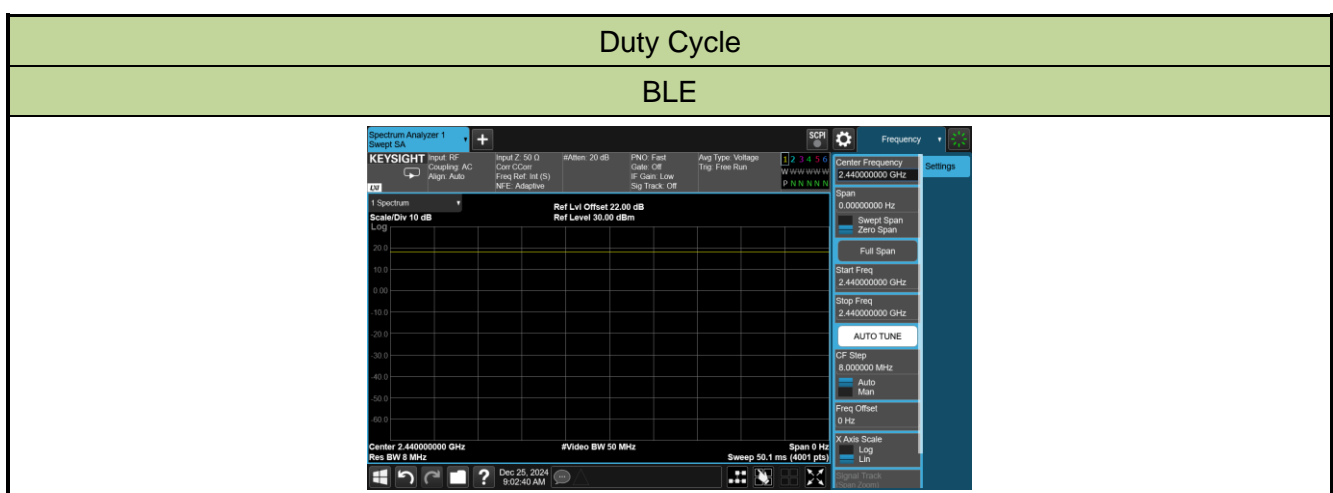 Duty Cycle
BLE
Spectrum Analyzer 1
Swept SA
+
SCPI
Frequency
KEYSIGHT
Input: RF
Coupling: AC
Align: Auto
LXI
Input Z: 50 Ω
Corr CCorr
Freq Ref: Int (S)
NFE: Adaptive
#Atten: 20 dB
PNO: Fast
Gate: Off
IF Gain: Low
Sig Track: Off
Avg Type: Voltage
Trig: Free Run
1 2 3 4 5 6
W W W W W W
P N N N N N
1 Spectrum
Scale/Div 10 dB
Log
Ref Lvl Offset 22.00 dB
Ref Level 30.00 dBm
20.0
10.0
0.00
-10.0
-20.0
-30.0
-40.0
-50.0
-60.0
Center 2.440000000 GHz
Res BW 8 MHz
#Video BW 50 MHz
Span 0 Hz
Sweep 50.1 ms (4001 pts)
Center Frequency
2.440000000 GHz
Settings
Span
0.00000000 Hz
Swept Span
Zero Span
Full Span
Start Freq
2.440000000 GHz
Stop Freq
2.440000000 GHz
AUTO TUNE
CF Step
8.000000 MHz
Auto
Man
Freq Offset
0 Hz
X Axis Scale
Log
Lin
Signal Track
(Span Zoom)
?
Dec 25, 2024
9:02:40 AM